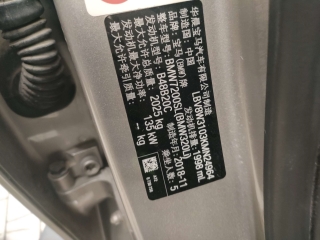 华晨宝马汽车有限公司制造
制造国：中国
品牌：宝马(BMW)牌
整车型号：BMW7200SL(BMW320Li)
发动机型号：B48B20C
发动机排量：1998 mL
最大允许总质量：2025 kg
制造年月：2018-11
发动机最大净功率：135 kW
乘坐人数：5
- kg